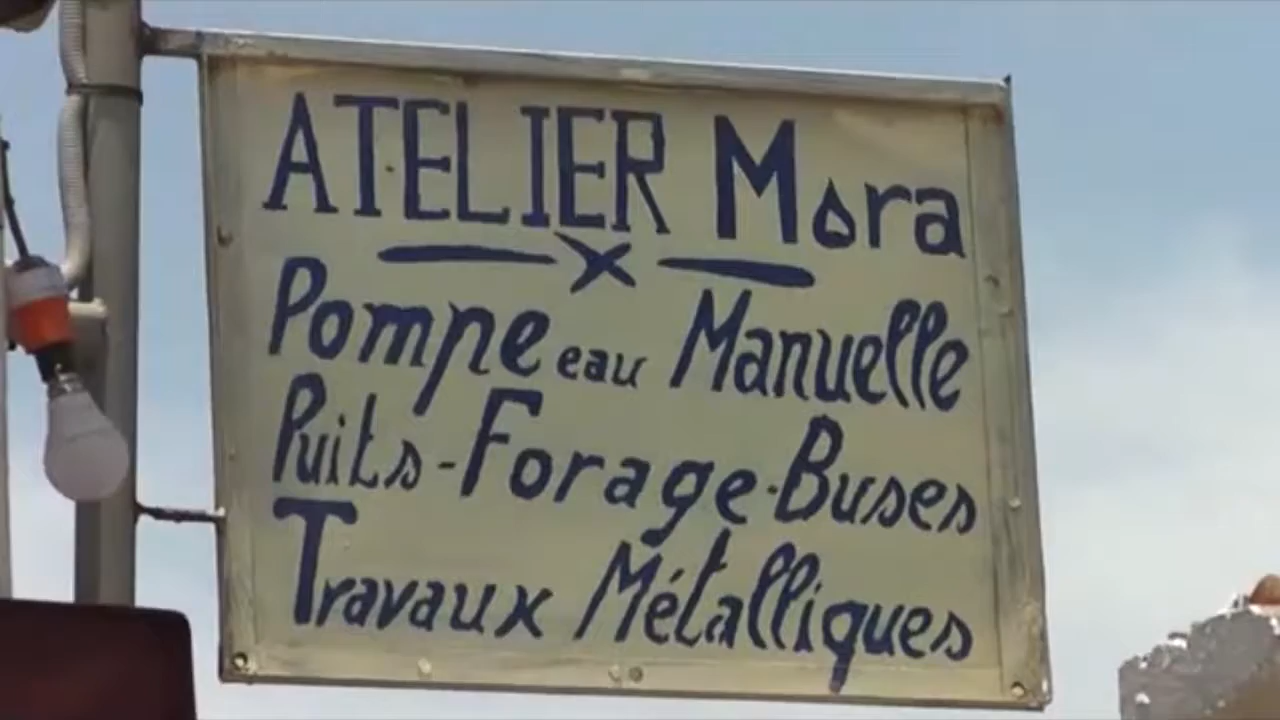 ATELIER Mora
Pompe eau Manuelle
Puits-Forage-Buses
Travaux Métalliques